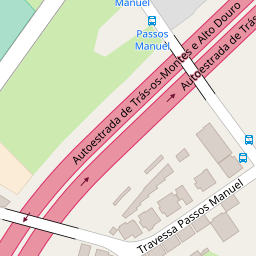 Manuel
Passos
Manuel
Autoestrada de Trás-os-Montes e Alto Douro
Autoestrada de Trás
Travessa Passos Manuel